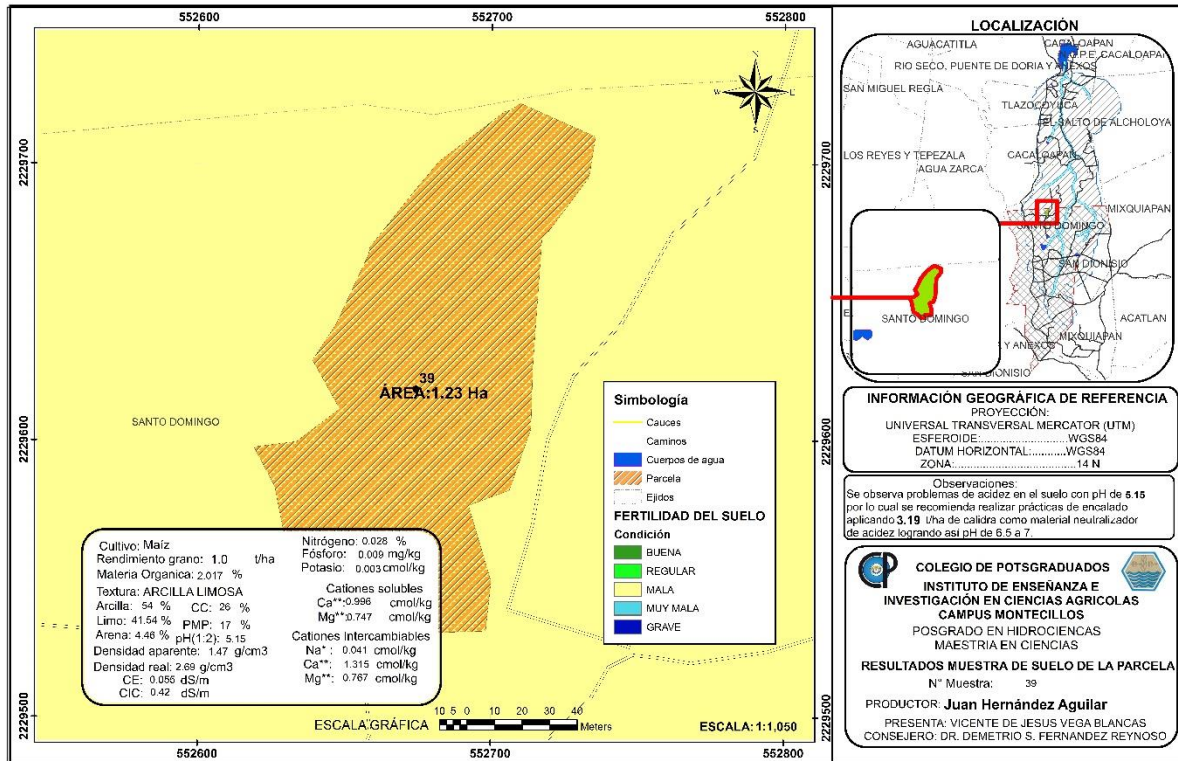 552600
552700
552800
2229700
2229600
2229500
2229700
2229600
2229500
552600
552700
552800
N
W
E
S
39
ÁREA:1.23 Ha
SANTO DOMINGO
Simbología
Cauces
Caminos
Cuerpos de agua
Parcela
Ejidos
FERTILIDAD DEL SUELO
Condición
BUENA
REGULAR
MALA
MUY MALA
GRAVE
Cultivo: Maíz
Rendimiento grano: 1.0 t/ha
Materia Organica: 2.017 %
Textura: ARCILLA LIMOSA
Arcilla: 54 % CC: 26 %
Limo: 41.54 % PMP: 17 %
Arena: 4.46 % pH(1:2): 5.15
Densidad aparente: 1.47 g/cm3
Densidad real: 2.69 g/cm3
CE: 0.055 dS/m
CIC: 0.42 dS/m
Nitrógeno: 0.028 %
Fósforo: 0.009 mg/kg
Potasio: 0.003 cmol/kg
Cationes solubles
Ca⁺⁺:0.996 cmol/kg
Mg⁺⁺:0.747 cmol/kg
Cationes Intercambiables
Na⁺: 0.041 cmol/kg
Ca⁺⁺: 1.315 cmol/kg
Mg⁺⁺: 0.767 cmol/kg
ESCALA GRÁFICA
10 5 0 10 20 30 40
Meters
ESCALA: 1:1,050
LOCALIZACIÓN
AGUACATITLA
CACALOAPAN
P.E. CACALOAPAN
RIO SECO, PUENTE DE DORIA Y ANEXOS
SAN MIGUEL REGLA
TLAZOCOYUCA
EL SALTO DE ALCHOLOYA
LOS REYES Y TEPEZALA
CACALOAPAN
AGUA ZARCA
MIXQUIAPAN
SANTO DOMINGO
SAN DIONISIO
SANTO DOMINGO
ACATLAN
MIXQUIAPAN
Y ANEXOS
SAN DIONISIO
INFORMACIÓN GEOGRÁFICA DE REFERENCIA
PROYECCIÓN:
UNIVERSAL TRANSVERSAL MERCATOR (UTM)
ESFEROIDE:........................WGS84
DATUM HORIZONTAL:...........WGS84
ZONA:..............................14 N
Observaciones:
Se observa problemas de acidez en el suelo con pH de 5.15
por lo cual se recomienda realizar prácticas de encalado
aplicando 3.19 t/ha de calidra como material neutralizador
de acidez logrando así pH de 6.5 a 7.
CP
COLEGIO DE POTSGRADUADOS
INSTITUTO DE ENSEÑANZA E
INVESTIGACIÓN EN CIENCIAS AGRICOLAS
CAMPUS MONTECILLOS
POSGRADO EN HIDROCIENCAS
MAESTRIA EN CIENCIAS
RESULTADOS MUESTRA DE SUELO DE LA PARCELA
N° Muestra: 39
PRODUCTOR: Juan Hernández Aguilar
PRESENTA: VICENTE DE JESUS VEGA BLANCAS
CONSEJERO: DR. DEMETRIO S. FERNANDEZ REYNOSO